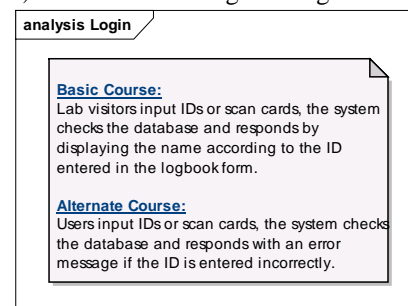 analysis Login
Basic Course:
Lab visitors input IDs or scan cards, the system
checks the database and responds by
displaying the name according to the ID
entered in the logbook form.
Alternate Course:
Users input IDs or scan cards, the system checks
the database and responds with an error
message if the ID is entered incorrectly.